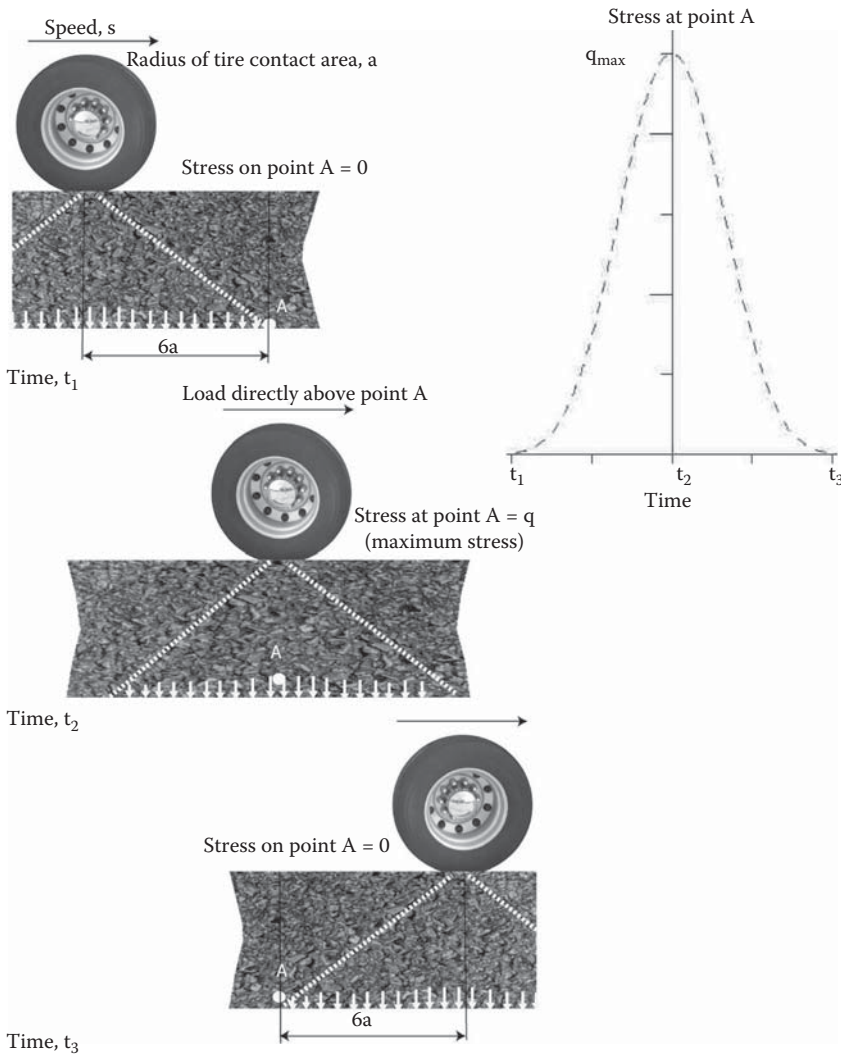 Speed, s
Radius of tire contact area, a
Stress on point A = 0
A
6a
Time, t₁
Load directly above point A
Stress at point A = q
(maximum stress)
A
Time, t₂
Stress on point A = 0
A
6a
Time, t₃
Stress at point A
qmax
t₁
t₂
t₃
Time